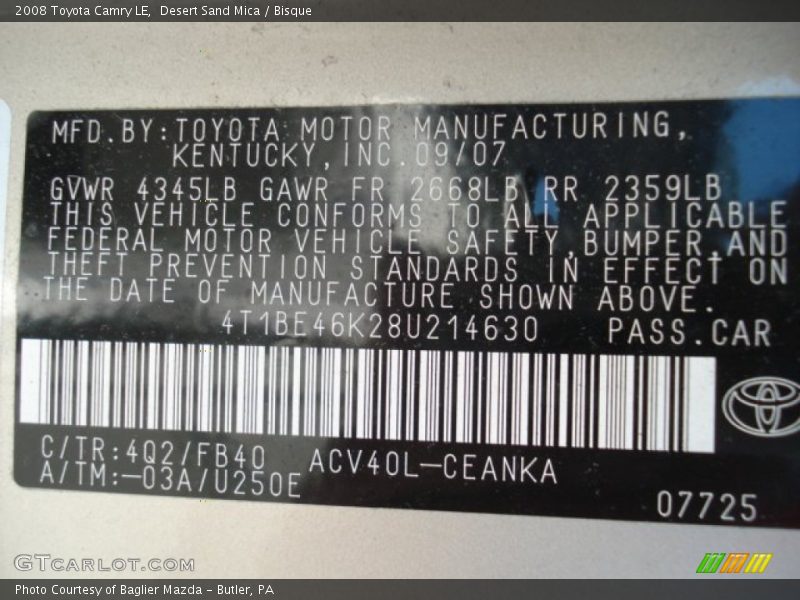 2008 Toyota Camry LE,  Desert Sand Mica / Bisque
MFD.BY:TOYOTA MOTOR MANUFACTURING,
KENTUCKY,INC.09/07
GVWR 4345LB GAWR FR 2668LB RR 2359LB
THIS VEHICLE CONFORMS TO ALL APPLICABLE
FEDERAL MOTOR VEHICLE SAFETY,BUMPER,AND
THEFT PREVENTION STANDARDS IN EFFECT ON
THE DATE OF MANUFACTURE SHOWN ABOVE.
4T1BE46K28U214630 PASS.CAR
C/TR:4Q2/FB40 ACV40L-CEANKA
A/TM:-03A/U250E
07725
GTCARLOT.COM
Photo Courtesy of Baglier Mazda - Butler, PA